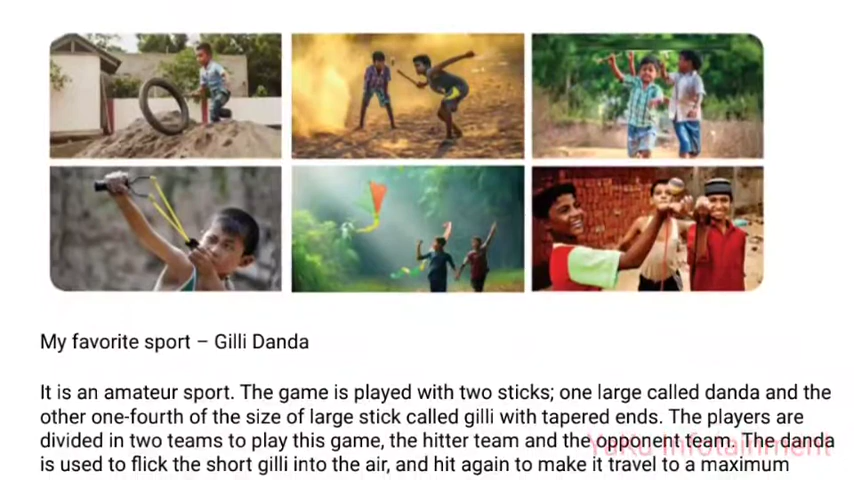 My favorite sport – Gilli Danda
It is an amateur sport. The game is played with two sticks; one large called danda and the
other one-fourth of the size of large stick called gilli with tapered ends. The players are
divided in two teams to play this game, the hitter team and the opponent team. The danda
YaKu Infotainment
is used to flick the short gilli into the air, and hit again to make it travel to a maximum